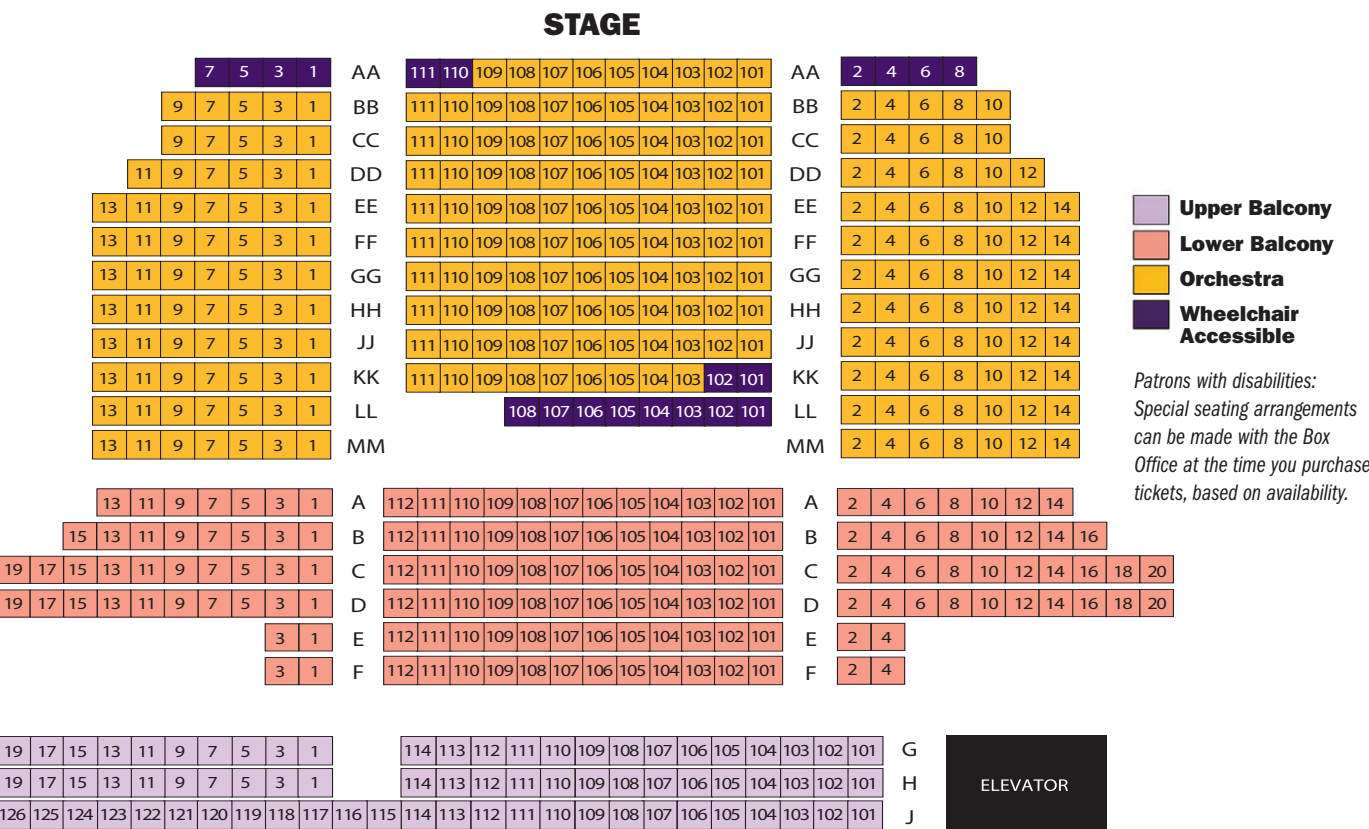 STAGE
7 5 3 1 AA 111 110 109 108 107 106 105 104 103 102 101 AA 2 4 6 8
9 7 5 3 1 BB 111 110 109 108 107 106 105 104 103 102 101 BB 2 4 6 8 10
9 7 5 3 1 CC 111 110 109 108 107 106 105 104 103 102 101 CC 2 4 6 8 10
11 9 7 5 3 1 DD 111 110 109 108 107 106 105 104 103 102 101 DD 2 4 6 8 10 12
13 11 9 7 5 3 1 EE 111 110 109 108 107 106 105 104 103 102 101 EE 2 4 6 8 10 12 14
13 11 9 7 5 3 1 FF 111 110 109 108 107 106 105 104 103 102 101 FF 2 4 6 8 10 12 14
13 11 9 7 5 3 1 GG 111 110 109 108 107 106 105 104 103 102 101 GG 2 4 6 8 10 12 14
13 11 9 7 5 3 1 HH 111 110 109 108 107 106 105 104 103 102 101 HH 2 4 6 8 10 12 14
13 11 9 7 5 3 1 JJ 111 110 109 108 107 106 105 104 103 102 101 JJ 2 4 6 8 10 12 14
13 11 9 7 5 3 1 KK 111 110 109 108 107 106 105 104 103 102 101 KK 2 4 6 8 10 12 14
13 11 9 7 5 3 1 LL 108 107 106 105 104 103 102 101 LL 2 4 6 8 10 12 14
13 11 9 7 5 3 1 MM MM 2 4 6 8 10 12 14
Upper Balcony
Lower Balcony
Orchestra
Wheelchair
Accessible
Patrons with disabilities:
Special seating arrangements
can be made with the Box
Office at the time you purchase
tickets, based on availability.
13 11 9 7 5 3 1 A 112 111 110 109 108 107 106 105 104 103 102 101 A 2 4 6 8 10 12 14
15 13 11 9 7 5 3 1 B 112 111 110 109 108 107 106 105 104 103 102 101 B 2 4 6 8 10 12 14 16
19 17 15 13 11 9 7 5 3 1 C 112 111 110 109 108 107 106 105 104 103 102 101 C 2 4 6 8 10 12 14 16 18 20
19 17 15 13 11 9 7 5 3 1 D 112 111 110 109 108 107 106 105 104 103 102 101 D 2 4 6 8 10 12 14 16 18 20
3 1 E 112 111 110 109 108 107 106 105 104 103 102 101 E 2 4
3 1 F 112 111 110 109 108 107 106 105 104 103 102 101 F 2 4
19 17 15 13 11 9 7 5 3 1 114 113 112 111 110 109 108 107 106 105 104 103 102 101 G
19 17 15 13 11 9 7 5 3 1 114 113 112 111 110 109 108 107 106 105 104 103 102 101 H
ELEVATOR
126 125 124 123 122 121 120 119 118 117 116 115 114 113 112 111 110 109 108 107 106 105 104 103 102 101 J